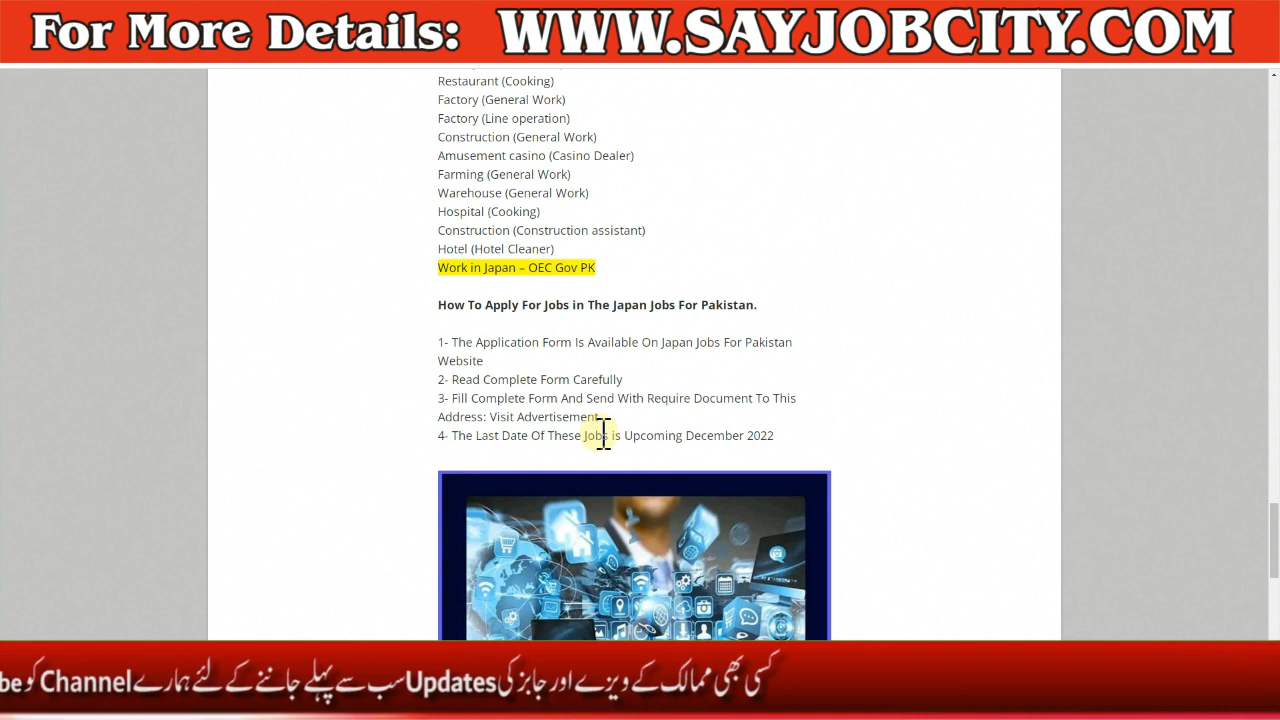 For More Details: WWW.SAYJOBCITY.COM
Restaurant (Cooking)
Factory (General Work)
Factory (Line operation)
Construction (General Work)
Amusement casino (Casino Dealer)
Farming (General Work)
Warehouse (General Work)
Hospital (Cooking)
Construction (Construction assistant)
Hotel (Hotel Cleaner)
Work in Japan – OEC Gov PK
How To Apply For Jobs in The Japan Jobs For Pakistan.
1- The Application Form Is Available On Japan Jobs For Pakistan
Website
2- Read Complete Form Carefully
3- Fill Complete Form And Send With Require Document To This
Address: Visit Advertisement
4- The Last Date Of These Jobs is Upcoming December 2022
کسی بھی ممالک کے ویزے اور جابز کی Updates سب سے پہلے جاننے کے لئے ہمارے Channel کو be